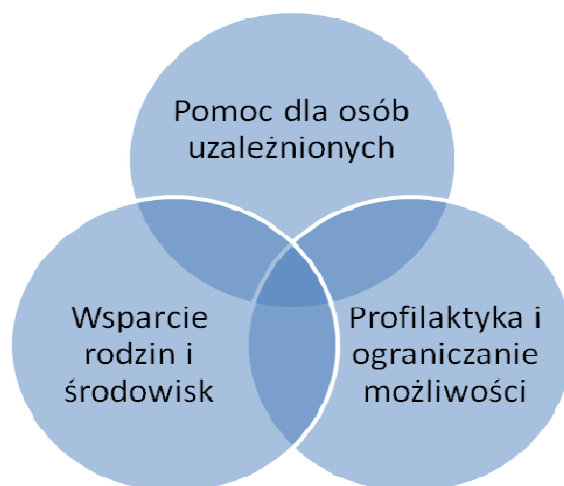 Pomoc dla osób
uzależnionych
Wsparcie
rodzin i
środowisk
Profilaktyka i
ograniczanie
możliwości